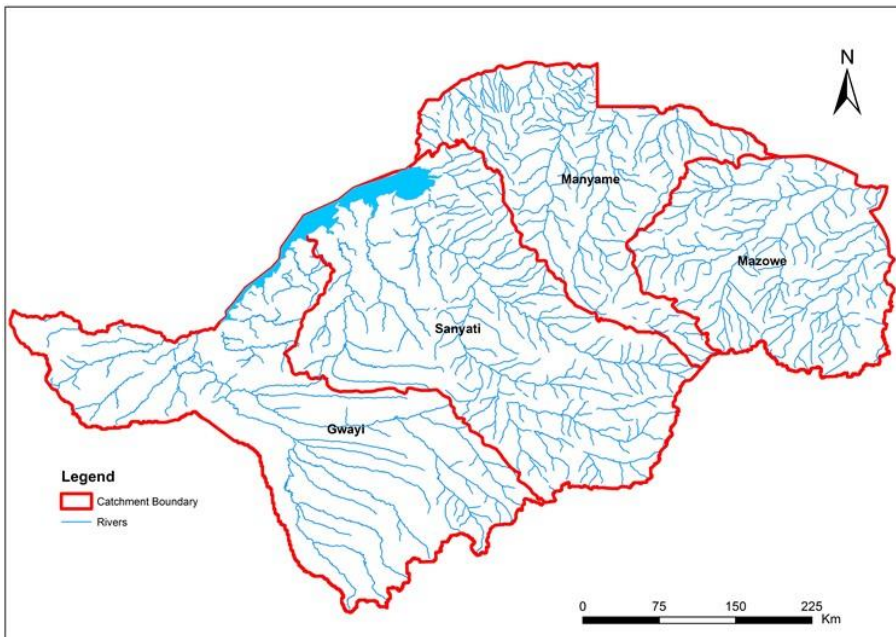 N
Manyame
Mazowe
Sanyati
Gwayi
Legend
Catchment Boundary
Rivers
0 75 150 225
Km